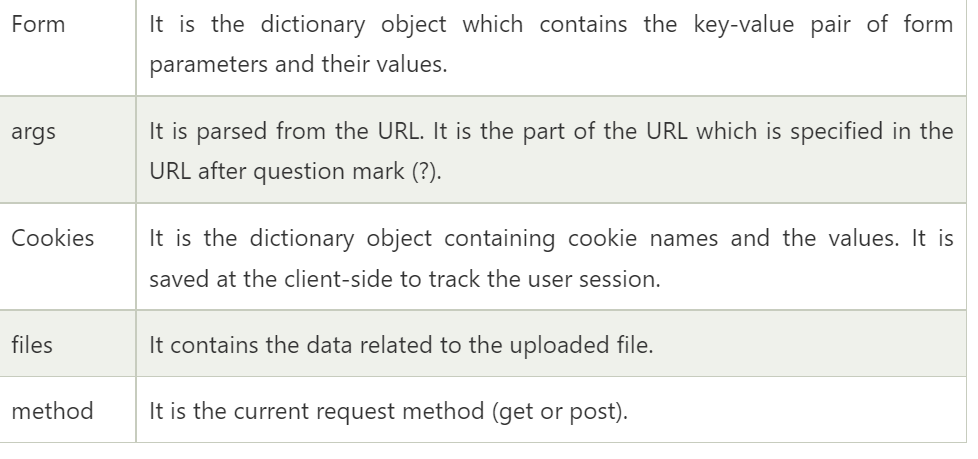 Form It is the dictionary object which contains the key-value pair of form
parameters and their values.
args It is parsed from the URL. It is the part of the URL which is specified in the
URL after question mark (?).
Cookies It is the dictionary object containing cookie names and the values. It is
saved at the client-side to track the user session.
files It contains the data related to the uploaded file.
method It is the current request method (get or post).